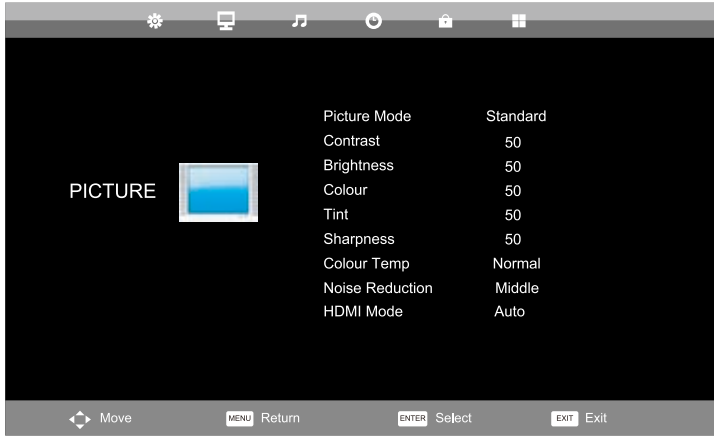 PICTURE
Picture Mode Standard
Contrast 50
Brightness 50
Colour 50
Tint 50
Sharpness 50
Colour Temp Normal
Noise Reduction Middle
HDMI Mode Auto
Move MENU Return ENTER Select EXIT Exit